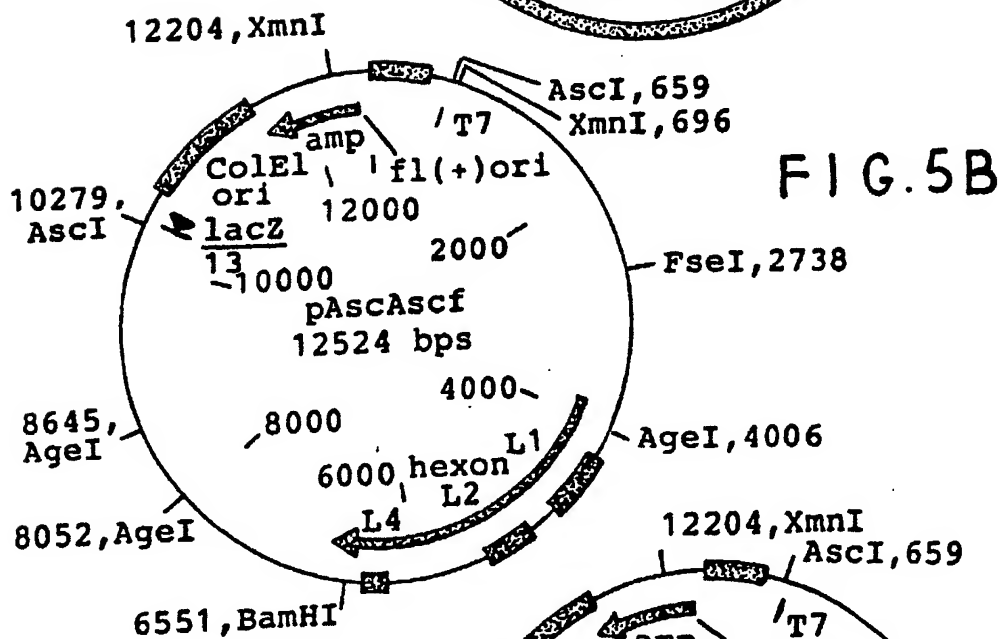 12204,XmnI
AscI,659
XmnI,696
T7
amp
f1(+)ori
ColE1
ori
12000
10279,
AscI
lacZ
13
10000
2000
FseI,2738
FIG.5B
pAscAscf
12524 bps
4000
8645,
AgeI
8000
AgeI,4006
L1
6000
hexon
L2
L4
8052,AgeI
6551,BamHI
12204,XmnI
AscI,659
T7
amp